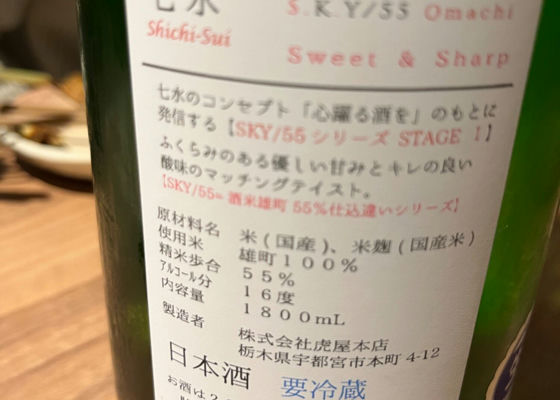 七水
S.K.Y/55 Omachi
Shichi-Sui
Sweet & Sharp
七水のコンセプト「心躍る酒を」のもとに
発信する【SKY/55シリーズ STAGE 1】
ふくらみのある優しい甘みとキレの良い
酸味のマッチングテイスト。
【SKY/55= 酒米雄町 55%仕込違いシリーズ】
原材料名 米(国産)、米麹(国産米)
使用米 雄町100%
精米歩合 55%
アルコール分 16度
内容量 1800mL
製造者 株式会社虎屋本店
栃木県宇都宮市本町 4-12
日本酒 要冷蔵
お酒は2